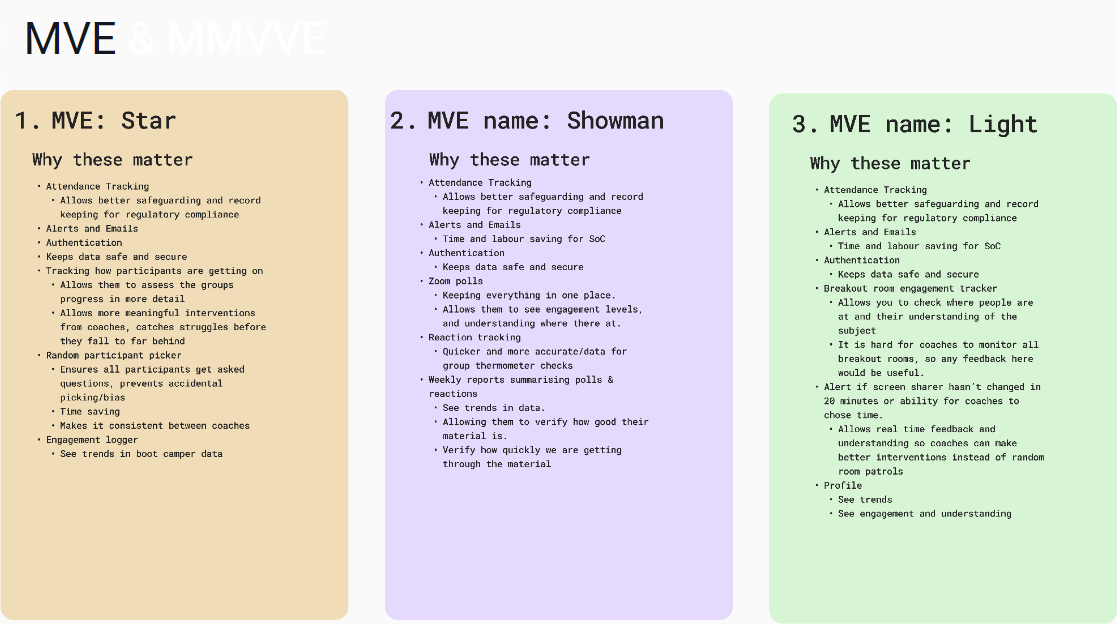 MVE & MMVVE
1. MVE: Star
Why these matter
• Attendance Tracking
• Allows better safeguarding and record
keeping for regulatory compliance
• Alerts and Emails
• Authentication
• Keeps data safe and secure
• Tracking how participants are getting on
• Allows them to assess the groups
progress in more detail
• Allows more meaningful interventions
from coaches, catches struggles before
they fall to far behind
• Random participant picker
• Ensures all participants get asked
questions, prevents accidental
picking/bias
• Time saving
• Makes it consistent between coaches
• Engagement logger
• See trends in boot camper data
2. MVE name: Showman
Why these matter
• Attendance Tracking
• Allows better safeguarding and record
keeping for regulatory compliance
• Alerts and Emails
• Time and labour saving for SoC
• Authentication
• Keeps data safe and secure
• Zoom polls
• Keeping everything in one place.
• Allows them to see engagement levels,
and understanding where there at.
• Reaction tracking
• Quicker and more accurate/data for
group thermometer checks
• Weekly reports summarising polls &
reactions
• See trends in data.
• Allowing them to verify how good their
material is.
• Verify how quickly we are getting
through the material
3. MVE name: Light
Why these matter
• Attendance Tracking
• Allows better safeguarding and record
keeping for regulatory compliance
• Alerts and Emails
• Time and labour saving for SoC
• Authentication
• Keeps data safe and secure
• Breakout room engagement tracker
• Allows you to check where people are
at and their understanding of the
subject
• It is hard for coaches to monitor all
breakout rooms, so any feedback here
would be useful.
• Alert if screen sharer hasn't changed in
20 minutes or ability for coaches to
chose time.
• Allows real time feedback and
understanding so coaches can make
better interventions instead of random
room patrols
• Profile
• See trends
• See engagement and understanding